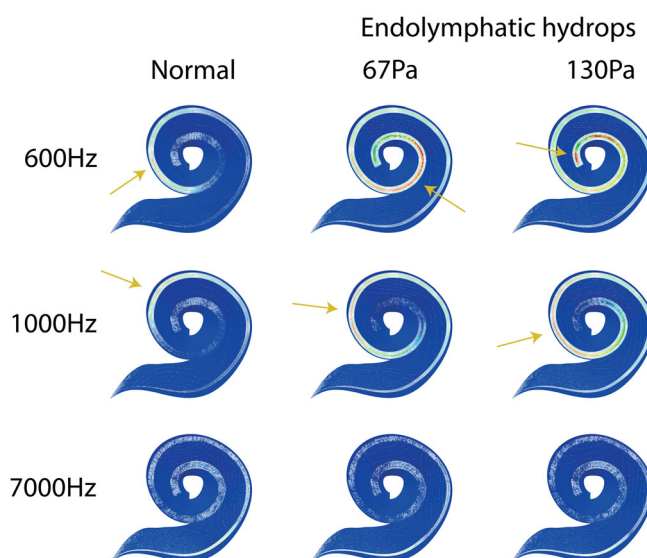 Endolymphatic hydrops
Normal 67Pa 130Pa
600Hz
1000Hz
7000Hz